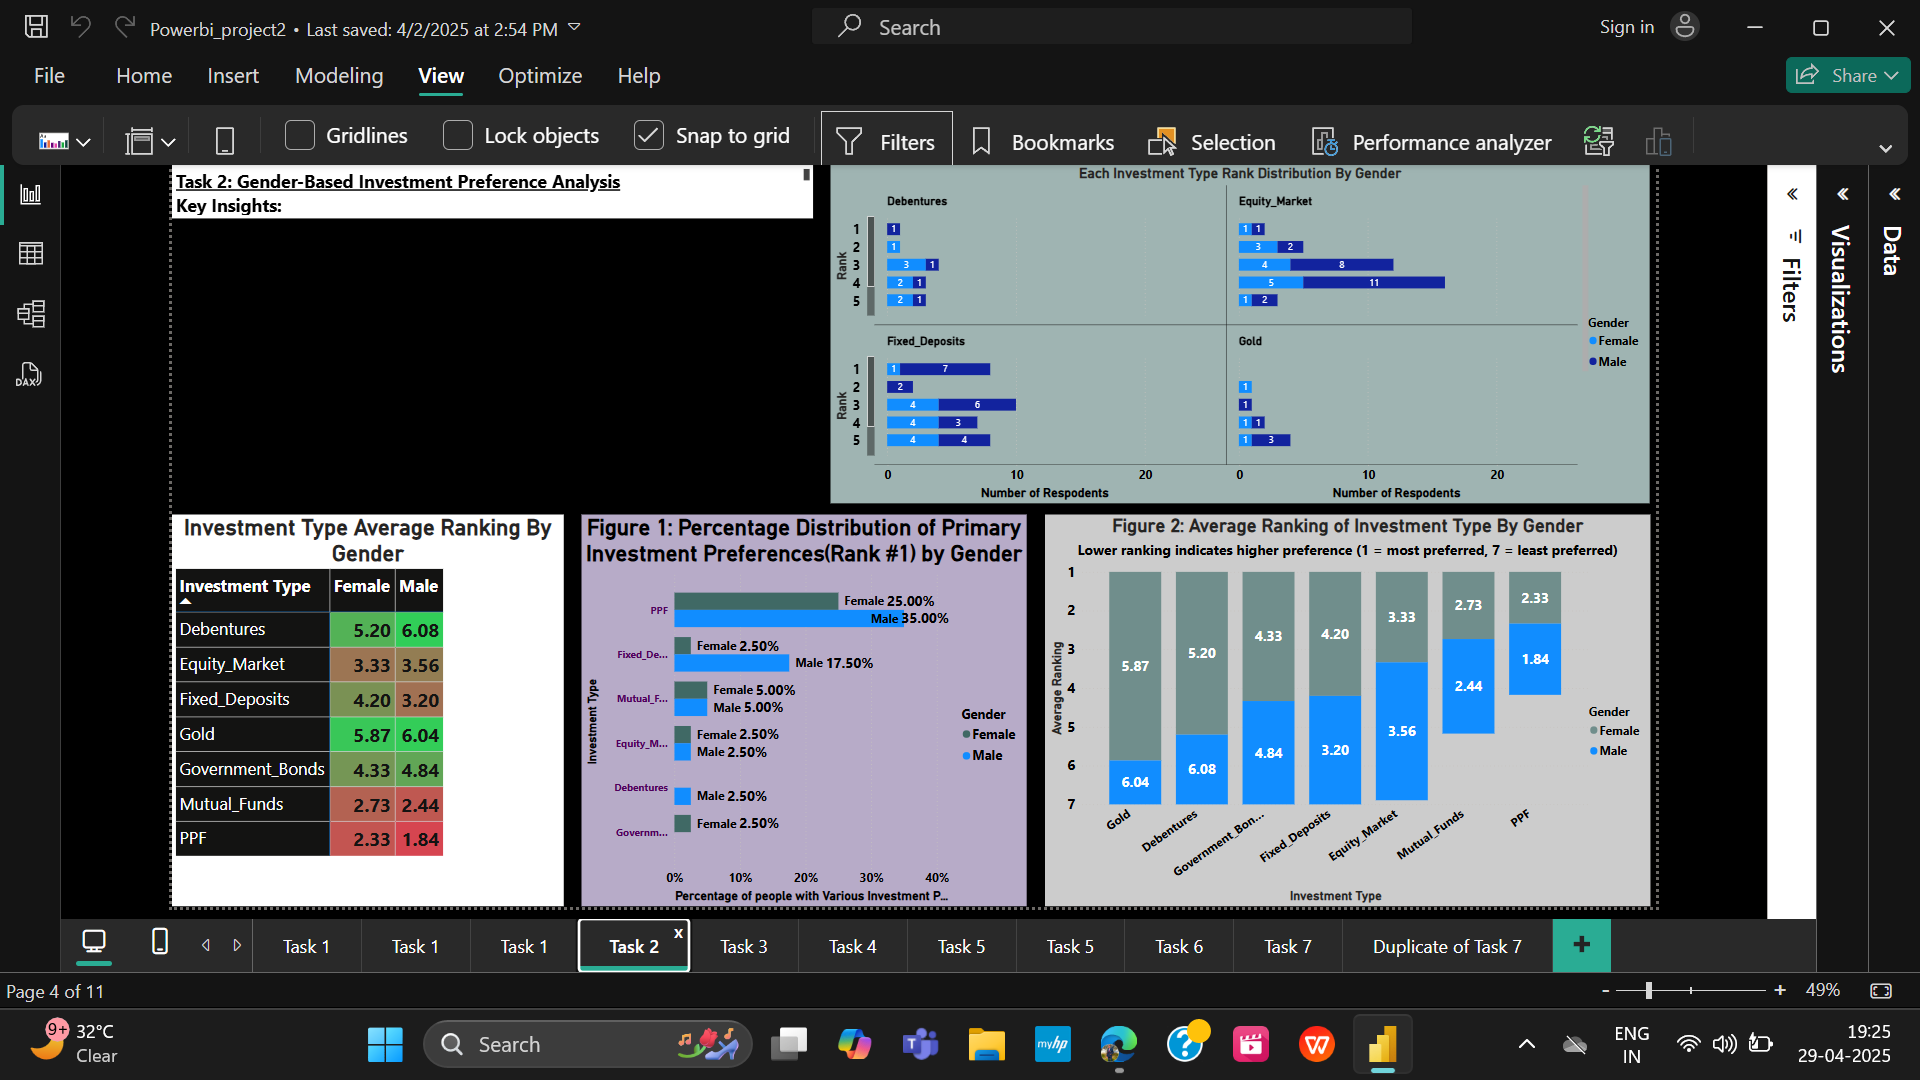 Powerbi_project2 • Last saved: 4/2/2025 at 2:54 PM
Search
Sign in
File Home Insert Modeling View Optimize Help
Share
Gridlines Lock objects Snap to grid Filters Bookmarks Selection Performance analyzer
DAX
Task 2: Gender-Based Investment Preference Analysis
Key Insights:
Each Investment Type Rank Distribution By Gender
Debentures
Rank
1 1
2 1
3 3 1
4 2 1
5 2 1
Equity_Market
1 1
3 2
4 8
5 11
1 2
Fixed_Deposits
Rank
1 1 7
2 2
3 4 6
4 4 3
5 4 4
0 10 20
Number of Respodents
Gold
1
1
1 1
1 3
0 10 20
Number of Respodents
Gender
Female
Male
Filters
Visualizations
Data
Investment Type Average Ranking By
Gender
Investment Type Female Male
Debentures 5.20 6.08
Equity_Market 3.33 3.56
Fixed_Deposits 4.20 3.20
Gold 5.87 6.04
Government_Bonds 4.33 4.84
Mutual_Funds 2.73 2.44
PPF 2.33 1.84
Figure 1: Percentage Distribution of Primary
Investment Preferences(Rank #1) by Gender
Investment Type
PPF
Female 25.00%
Male 35.00%
Fixed_De...
Female 2.50%
Male 17.50%
Mutual_F...
Female 5.00%
Male 5.00%
Equity_M...
Female 2.50%
Male 2.50%
Debentures
Male 2.50%
Female 2.50%
Governm...
0% 10% 20% 30% 40%
Percentage of people with Various Investment P...
Gender
Female
Male
Figure 2: Average Ranking of Investment Type By Gender
Lower ranking indicates higher preference (1 = most preferred, 7 = least preferred)
Average Ranking
1
2
3
4
5
6
7
5.87 5.20 4.33 4.20 3.33 2.73 2.33
6.04 6.08 4.84 3.20 3.56 2.44 1.84
Gold Debentures Government_Bon... Fixed_Deposits Equity_Market Mutual_Funds PPF
Investment Type
Gender
Female
Male
Task 1 Task 1 Task 1 Task 2 x Task 3 Task 4 Task 5 Task 5 Task 6 Task 7 Duplicate of Task 7 +
Page 4 of 11
- + 49%
9+
32°C
Clear
Search
T
myhp
?
W
ENG
IN
19:25
29-04-2025